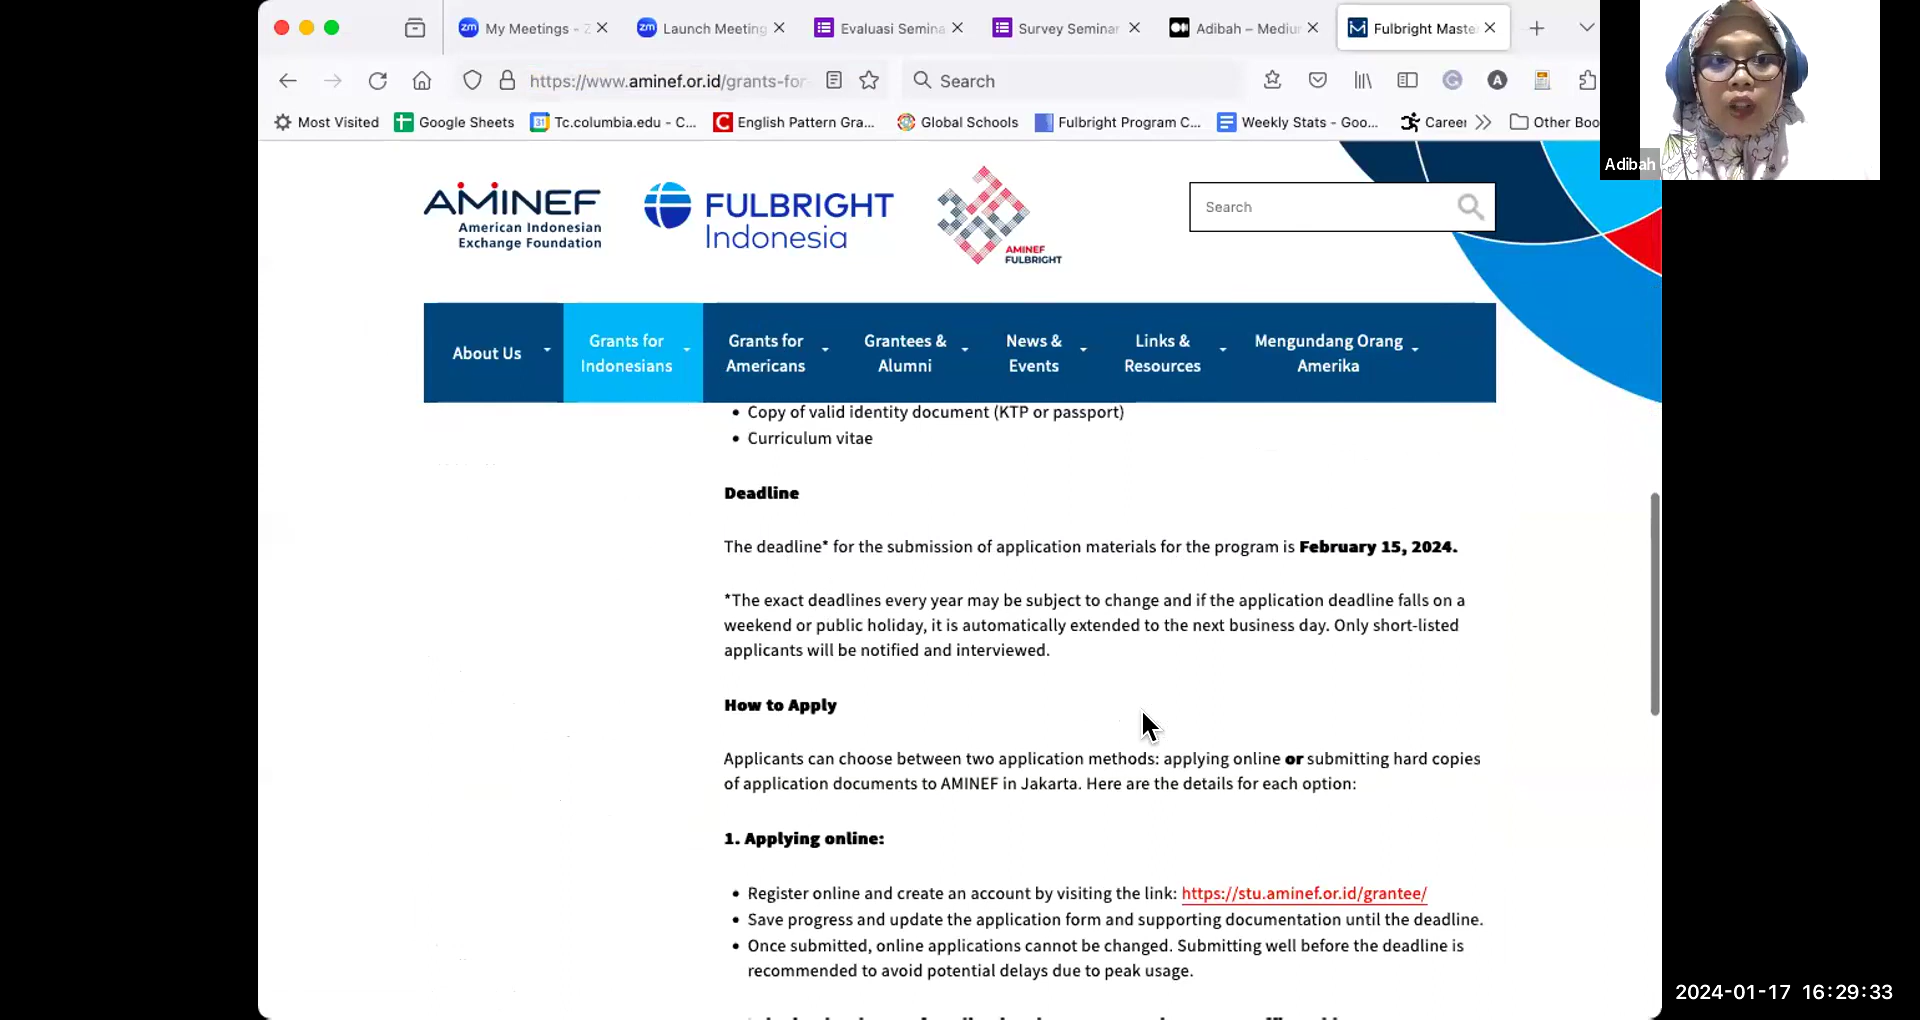 My Meetings - Z
Launch Meeting
Evaluasi Semina
Survey Seminar
Adibah – Mediu
Fulbright Maste
https://www.aminef.or.id/grants-for-
Search
Most Visited
Google Sheets
Tc.columbia.edu - C...
English Pattern Gra...
Global Schools
Fulbright Program C...
Weekly Stats - Goo...
Career
Other Boo
Adibah
AMINEF
American Indonesian
Exchange Foundation
FULBRIGHT
Indonesia
AMINEF
FULBRIGHT
Search
About Us
Grants for
Indonesians
Grants for
Americans
Grantees &
Alumni
News &
Events
Links &
Resources
Mengundang Orang
Amerika
• Copy of valid identity document (KTP or passport)
• Curriculum vitae
Deadline
The deadline* for the submission of application materials for the program is February 15, 2024.
*The exact deadlines every year may be subject to change and if the application deadline falls on a
weekend or public holiday, it is automatically extended to the next business day. Only short-listed
applicants will be notified and interviewed.
How to Apply
Applicants can choose between two application methods: applying online or submitting hard copies
of application documents to AMINEF in Jakarta. Here are the details for each option:
1. Applying online:
• Register online and create an account by visiting the link: https://stu.aminef.or.id/grantee/
• Save progress and update the application form and supporting documentation until the deadline.
• Once submitted, online applications cannot be changed. Submitting well before the deadline is
recommended to avoid potential delays due to peak usage.
2024-01-17 16:29:33